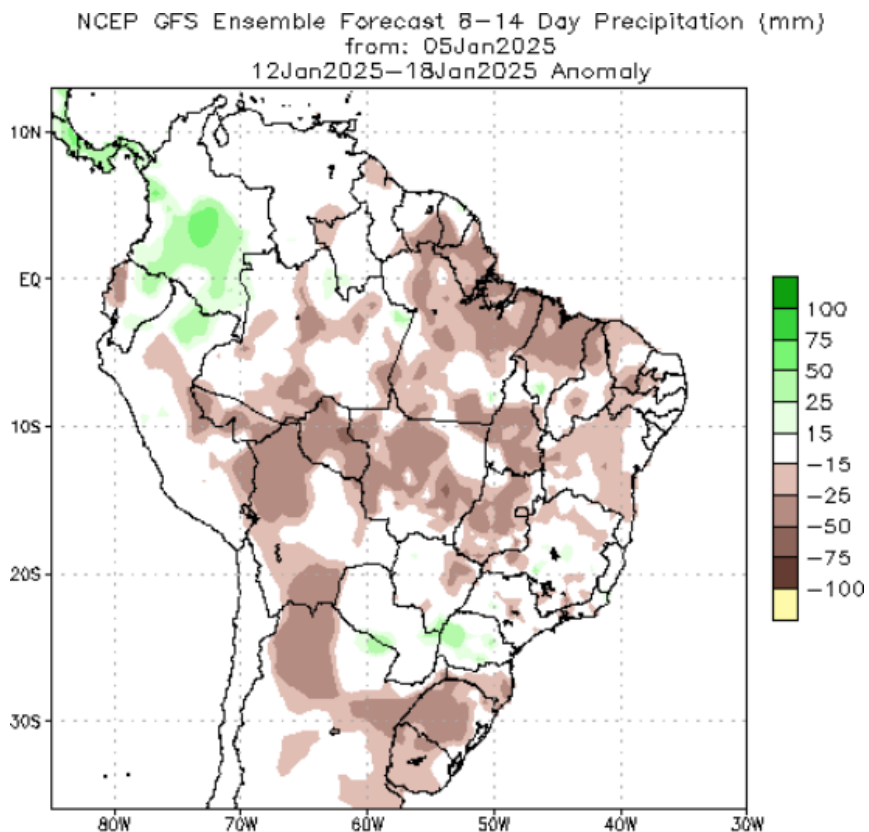 NCEP GFS Ensemble Forecast 8–14 Day Precipitation (mm)
from: 05Jan2025
12Jan2025–18Jan2025 Anomaly
10N
EQ
10S
20S
30S
80W
70W
60W
50W
40W
30W
100
75
50
25
15
−15
−25
−50
−75
−100